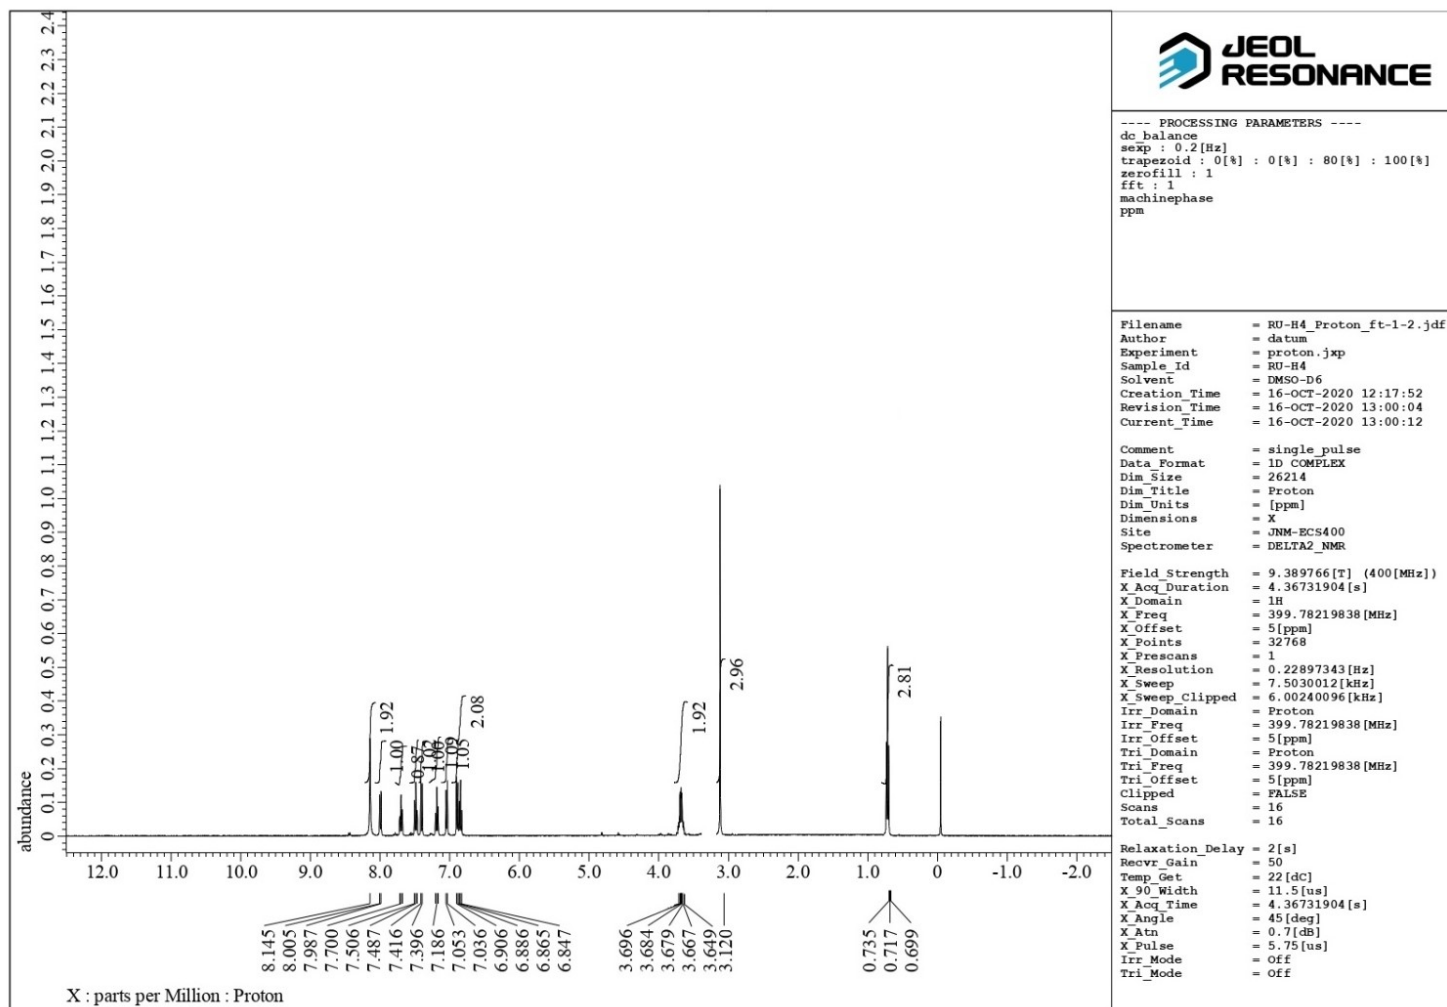 JEOL
RESONANCE
---- PROCESSING PARAMETERS ----
dc_balance
sexp : 0.2[Hz]
trapezoid : 0[%] : 0[%] : 80[%] : 100[%]
zerofill : 1
fft : 1
machinephase
ppm
Filename = RU-H4_Proton_ft-1-2.jdf
Author = datum
Experiment = proton.jxp
Sample_Id = RU-H4
Solvent = DMSO-D6
Creation_Time = 16-OCT-2020 12:17:52
Revision_Time = 16-OCT-2020 13:00:04
Current_Time = 16-OCT-2020 13:00:12
Comment = single_pulse
Data_Format = 1D COMPLEX
Dim_Size = 26214
Dim_Title = Proton
Dim_Units = [ppm]
Dimensions = X
Site = JNM-ECS400
Spectrometer = DELTA2_NMR
Field_Strength = 9.389766[T] (400[MHz])
X_Acq_Duration = 4.36731904[s]
X_Domain = 1H
X_Freq = 399.78219838[MHz]
X_Offset = 5[ppm]
X_Points = 32768
X_Prescans = 1
X_Resolution = 0.22897343[Hz]
X_Sweep = 7.5030012[kHz]
X_Sweep_Clipped = 6.00240096[kHz]
Irr_Domain = Proton
Irr_Freq = 399.78219838[MHz]
Irr_Offset = 5[ppm]
Tri_Domain = Proton
Tri_Freq = 399.78219838[MHz]
Tri_Offset = 5[ppm]
Clipped = FALSE
Scans = 16
Total_Scans = 16
Relaxation_Delay = 2[s]
Recvr_Gain = 50
Temp_Get = 22[dC]
X_90_Width = 11.5[us]
X_Acq_Time = 4.36731904[s]
X_Angle = 45[deg]
X_Atn = 0.7[dB]
X_Pulse = 5.75[us]
Irr_Mode = Off
Tri_Mode = Off
abundance
2.4
2.3
2.2
2.1
2.0
1.9
1.8
1.7
1.6
1.5
1.4
1.3
1.2
1.1
1.0
0.9
0.8
0.7
0.6
0.5
0.4
0.3
0.2
0.1
0
1.92
1.00
0.87
1.02
1.00
1.09
1.05
2.08
1.92
2.96
2.81
12.0 11.0 10.0 9.0 8.0 7.0 6.0 5.0 4.0 3.0 2.0 1.0 0 -1.0 -2.0
8.145
8.005
7.987
7.700
7.506
7.487
7.416
7.396
7.186
7.053
7.036
6.906
6.886
6.865
6.847
3.696
3.684
3.679
3.667
3.649
3.120
0.735
0.717
0.699
X : parts per Million : Proton